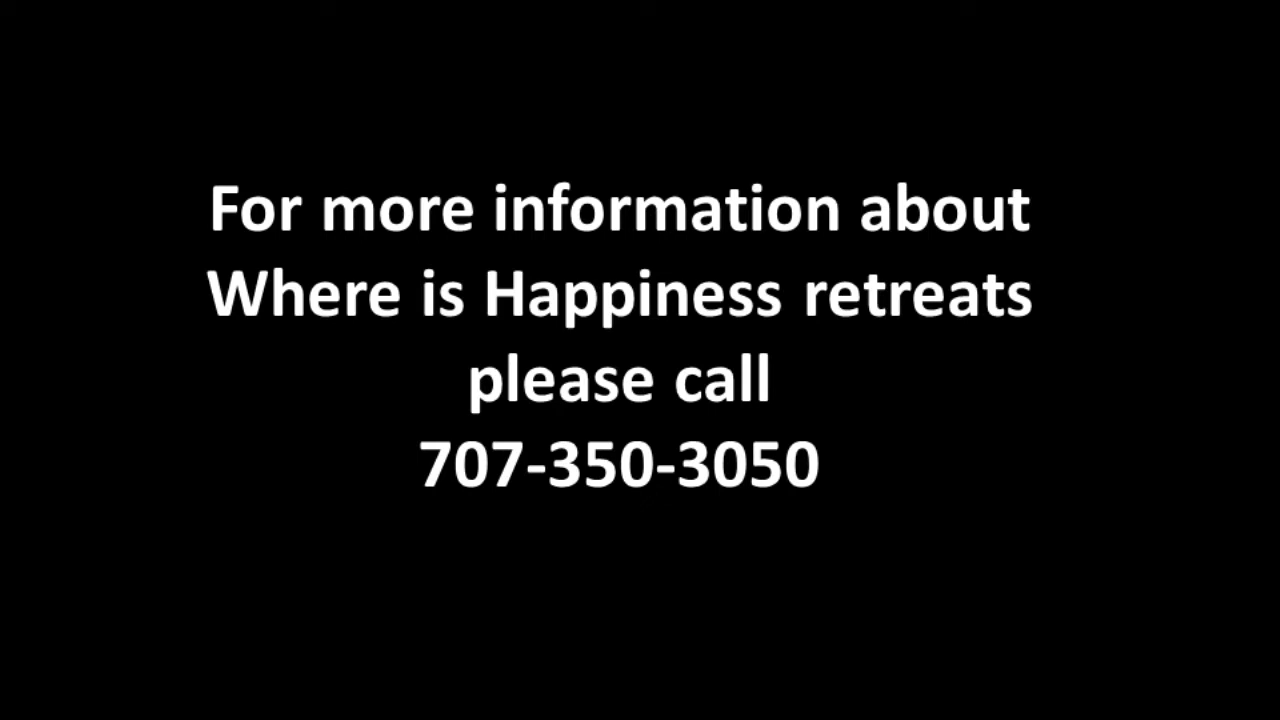 For more information about
Where is Happiness retreats
please call
707-350-3050